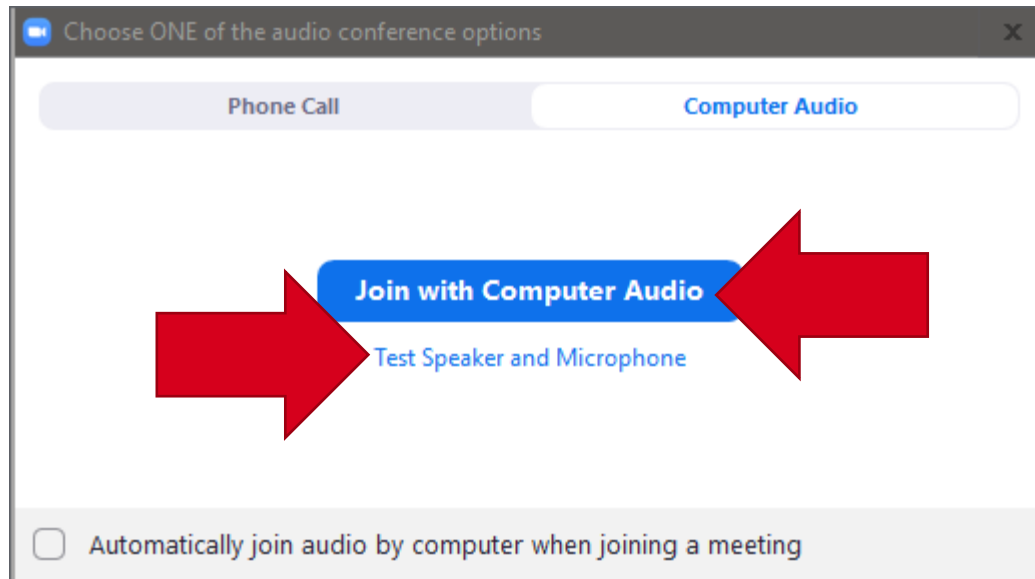 Choose ONE of the audio conference options
Phone Call Computer Audio
Join with Computer Audio
Test Speaker and Microphone
Automatically join audio by computer when joining a meeting